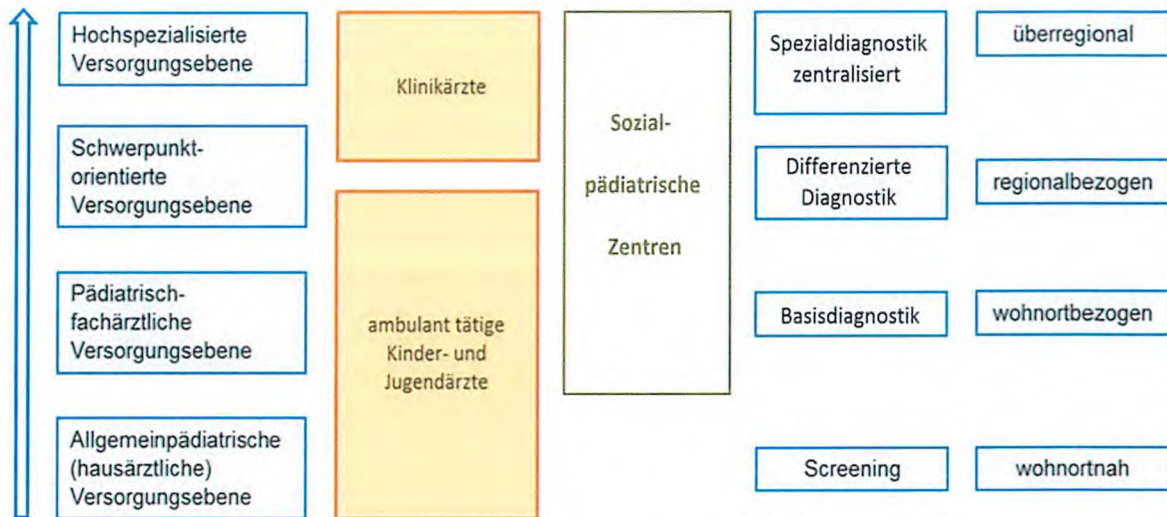 Hochspezialisierte
Versorgungsebene
Schwerpunkt-
orientierte
Versorgungsebene
Pädiatrisch-
fachärztliche
Versorgungsebene
Allgemeinpädiatrische
(hausärztliche)
Versorgungsebene
Klinikärzte
ambulant tätige
Kinder- und
Jugendärzte
Sozial-
pädiatrische
Zentren
Spezialdiagnostik
zentralisiert
Differenzierte
Diagnostik
Basisdiagnostik
Screening
überregional
regionalbezogen
wohnortbezogen
wohnortnah